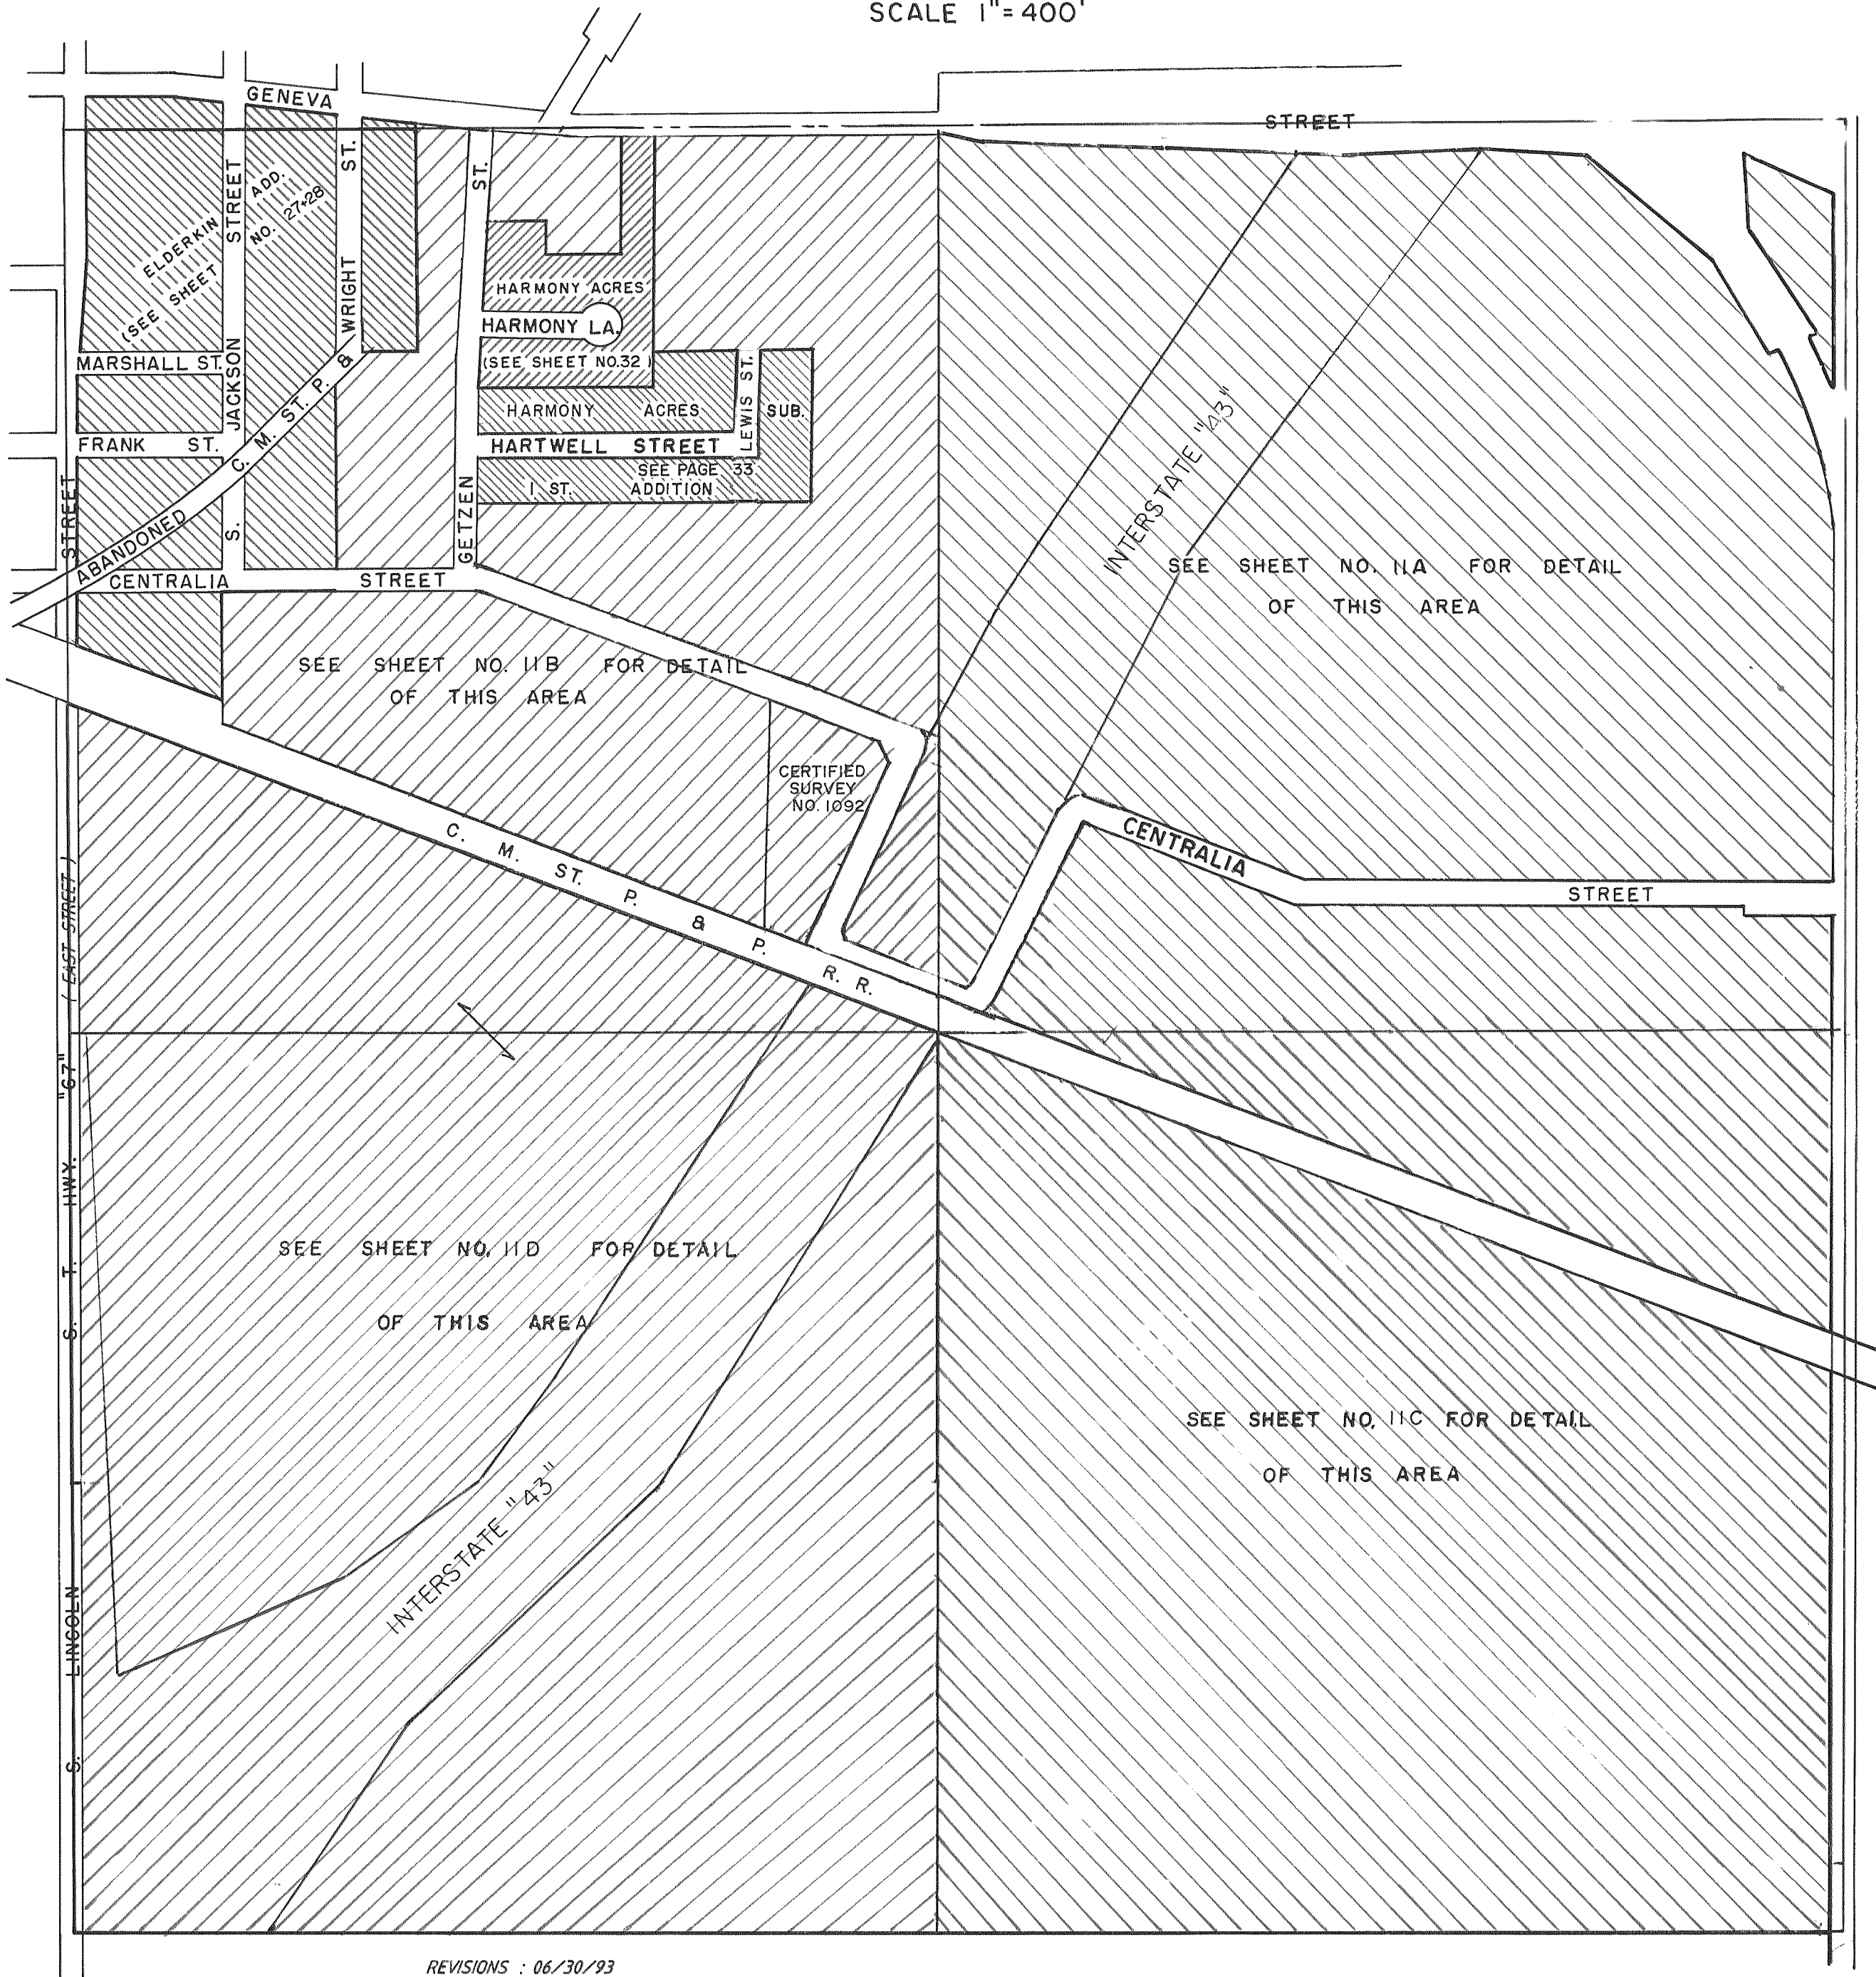 SCALE 1"= 400'
GENEVA
STREET
ELDERKIN ADD.
(SEE SHEET NO. 27+28
STREET
JACKSON
S.
ST.
WRIGHT
ST.
GETZEN
HARMONY ACRES
HARMONY LA.
(SEE SHEET NO.32)
MARSHALL ST.
FRANK ST.
HARMONY ACRES SUB.
LEWIS ST.
HARTWELL STREET
SEE PAGE 33
1 ST. ADDITION
ABANDONED C. M. ST. P. &
CENTRALIA STREET
INTERSTATE "43"
SEE SHEET NO. 11A FOR DETAIL
OF THIS AREA
SEE SHEET NO. 11B FOR DETAIL
OF THIS AREA
CERTIFIED
SURVEY
NO. 1092
C. M. ST. P. & P. R. R.
CENTRALIA
STREET
STREET
(EAST STREET)
S. T. HWY. "67"
S. LINCOLN
SEE SHEET NO. 11D FOR DETAIL
OF THIS AREA
INTERSTATE "43"
SEE SHEET NO. 11C FOR DETAIL
OF THIS AREA
REVISIONS : 06/30/93